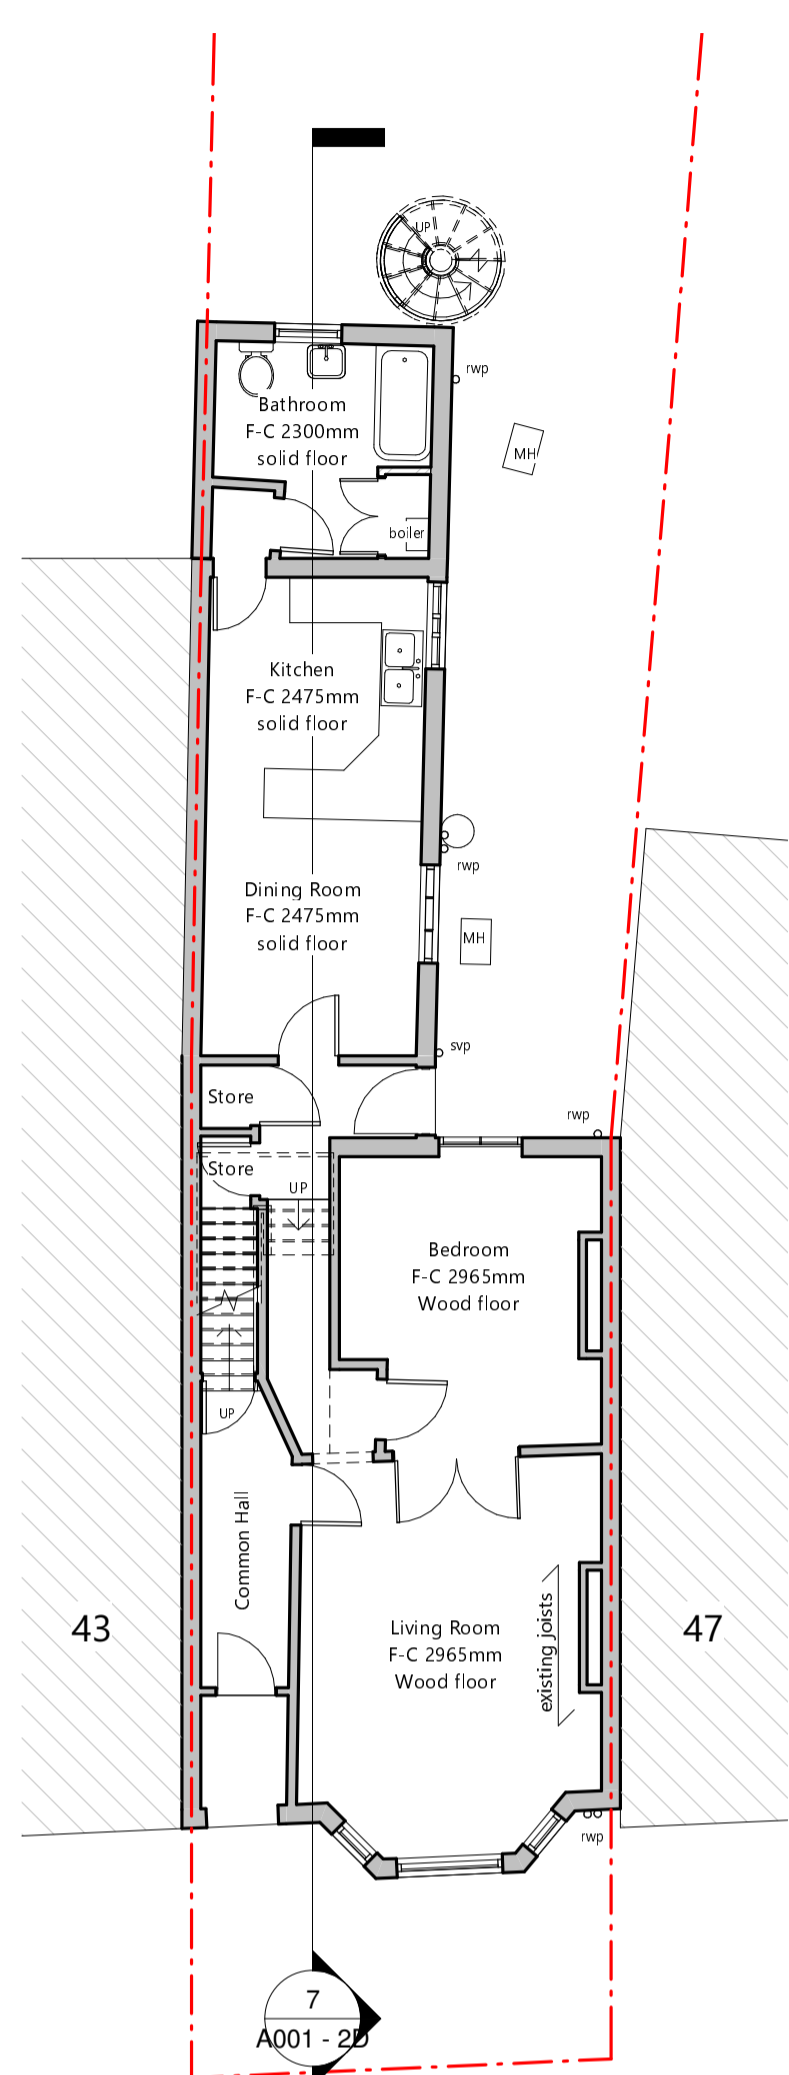 UP
rwp
Bathroom
F-C 2300mm
solid floor
MH
boiler
Kitchen
F-C 2475mm
solid floor
rwp
Dining Room
F-C 2475mm
solid floor
MH
svp
Store
rwp
Store
UP
Bedroom
F-C 2965mm
Wood floor
UP
Common Hall
existing joists
43
Living Room
F-C 2965mm
Wood floor
47
rwp
7
A001 - 2D